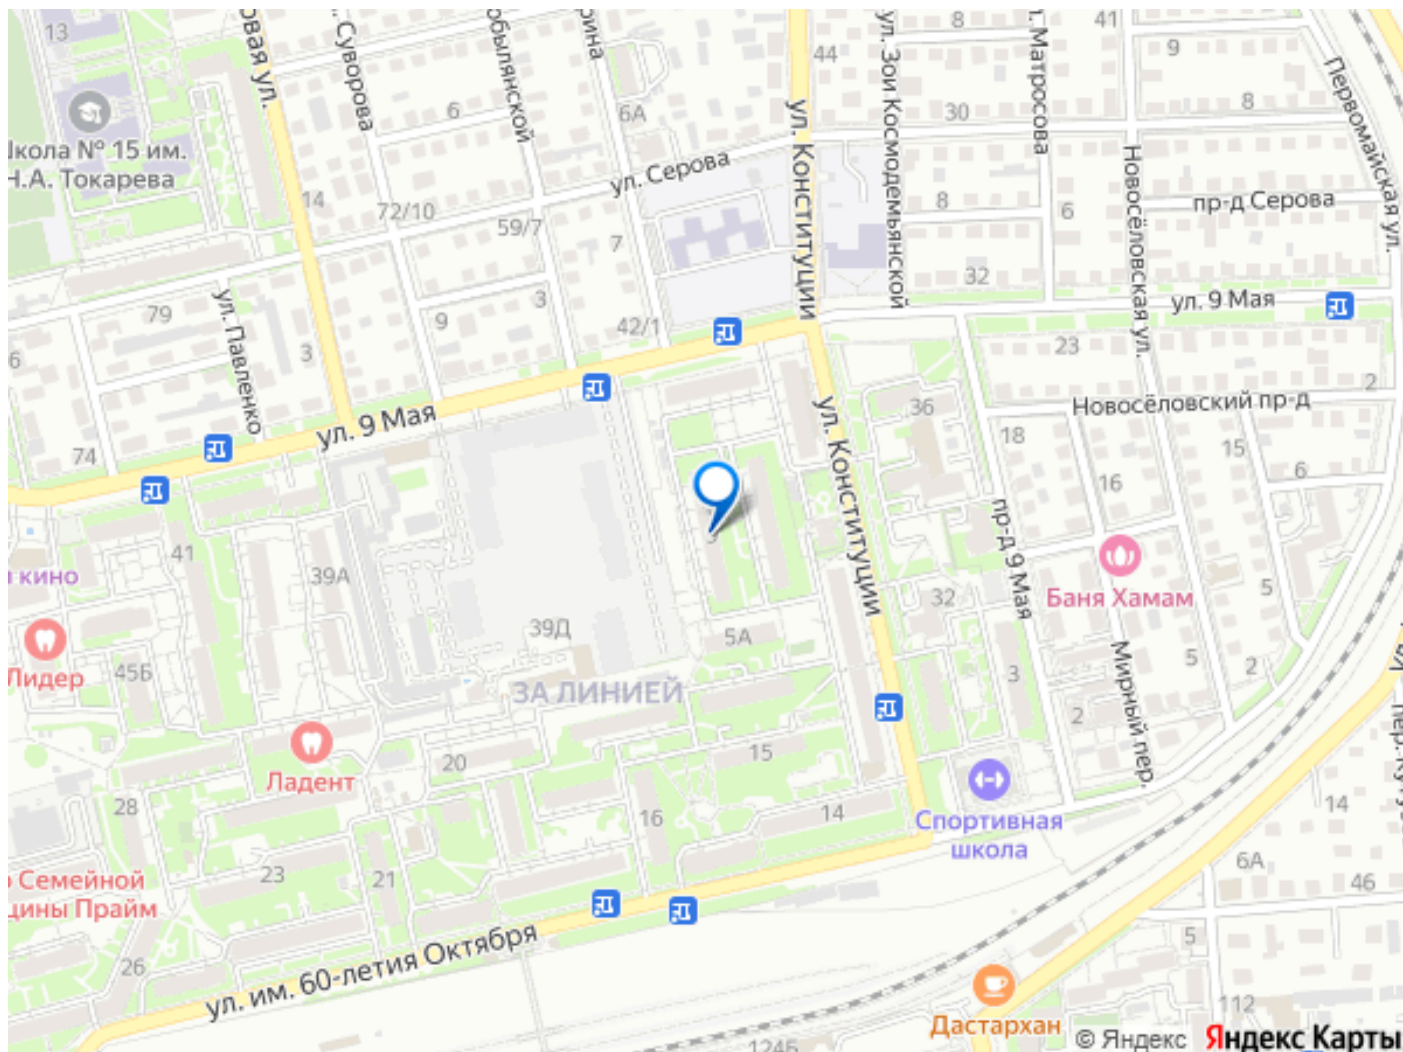 13
41
8
44
9
6
6А
30
8
ул. Суворова
ул. Конституции
ул. Зои Космодемьянской
ул. Матросова
Первомайская ул.
Школа № 15 им.
Н.А. Токарева
ул. Серова
14
72/10
59/7
7
8
6
пр-д Серова
Новосёловская ул.
32
79
ул. Павленко
3
9
3
42/1
ул. 9 Мая
23
6
2
74
ул. 9 Мая
ул. Конституции
36
Новосёловский пр-д
18
15
16
6
41
39А
пр-д 9 Мая
кино
39Д
5А
32
Баня Хамам
5
Лидер
45Б
ЗА ЛИНИЕЙ
3
Мирный пер.
5
2
2
Ладент
20
15
28
16
14
Спортивная
школа
14
23
21
Семейной
Прайм
6А
46
ул. им. 60-летия Октября
26
5
112
Дастархан
124Б
© Яндекс Яндекс Карты